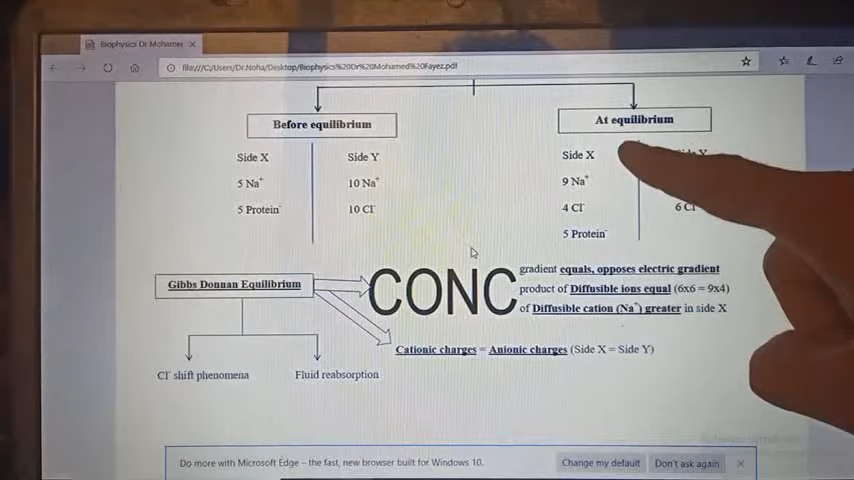 Biophysics Dr Mohamer
file:///C:/Users/Dr.Noha/Desktop/Biophysics%20Dr%20Mohamed%20Fayez.pdf
Before equilibrium
At equilibrium
Side X Side Y
5 Na+ 10 Na+
5 Protein- 10 Cl-
Side X Y
9 Na+
4 Cl- 6 Cl-
5 Protein-
Gibbs Donnan Equilibrium
CONC
gradient equals, opposes electric gradient
product of Diffusible ions equal (6x6 = 9x4)
of Diffusible cation (Na+) greater in side X
Cationic charges = Anionic charges (Side X = Side Y)
Cl- shift phenomena
Fluid reabsorption
Do more with Microsoft Edge – the fast, new browser built for Windows 10.
Change my default
Don't ask again